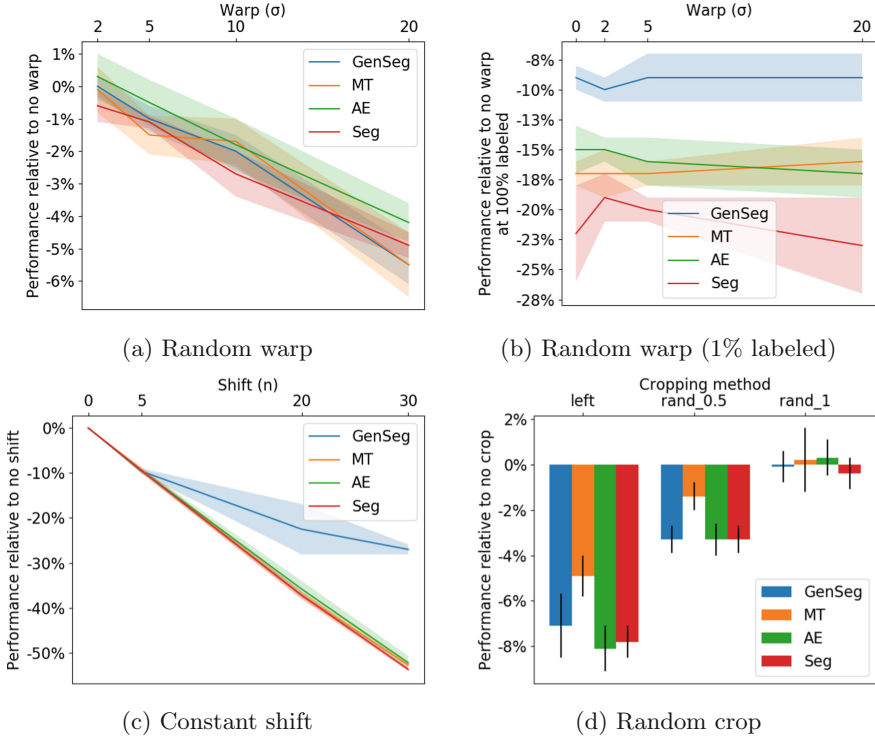 Warp (σ)
2 5 10 20
1%
0%
-1%
-2%
-3%
-4%
-5%
-6%
Performance relative to no warp
GenSeg
MT
AE
Seg
(a) Random warp
Warp (σ)
0 2 5 20
-8%
-10%
-13%
-15%
-18%
-20%
-23%
-25%
-28%
Performance relative to no warp
at 100% labeled
GenSeg
MT
AE
Seg
(b) Random warp (1% labeled)
Shift (n)
0 5 20 30
0%
-10%
-20%
-30%
-40%
-50%
Performance relative to no shift
GenSeg
MT
AE
Seg
(c) Constant shift
Cropping method
left rand_0.5 rand_1
2%
0%
-2%
-4%
-6%
-8%
Performance relative to no crop
GenSeg
MT
AE
Seg
(d) Random crop